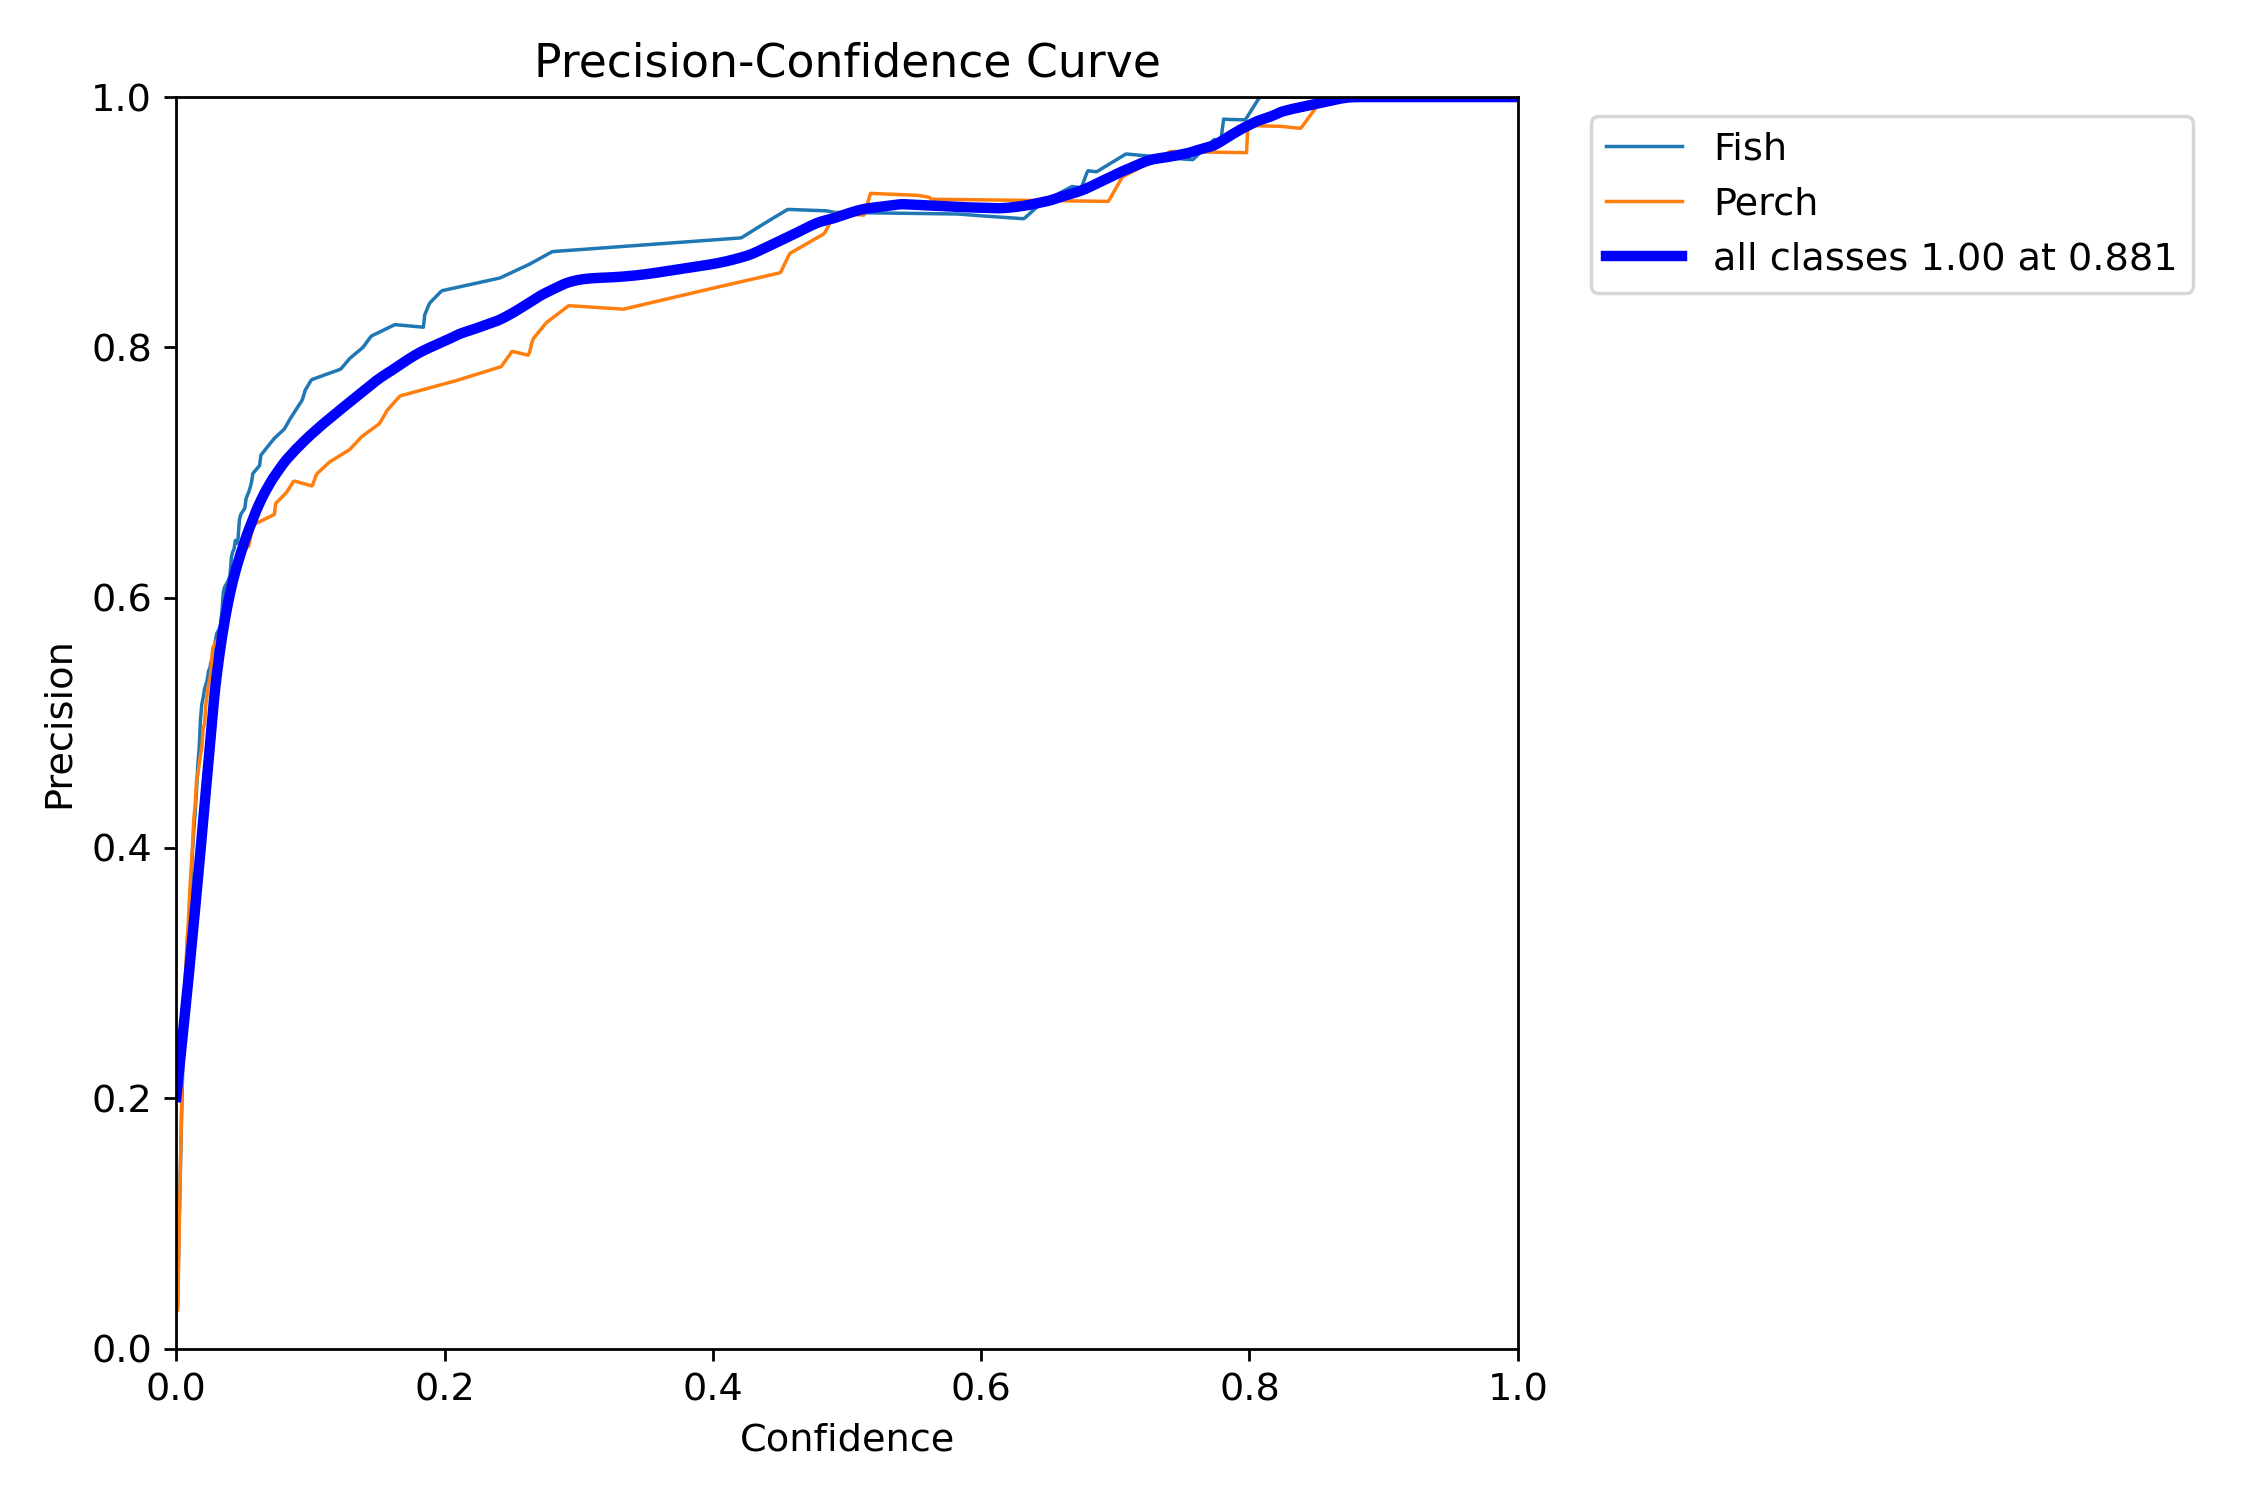 Precision-Confidence Curve
1.0
0.8
0.6
0.4
0.2
0.0
Precision
0.0 0.2 0.4 0.6 0.8 1.0
Confidence
Fish
Perch
all classes 1.00 at 0.881